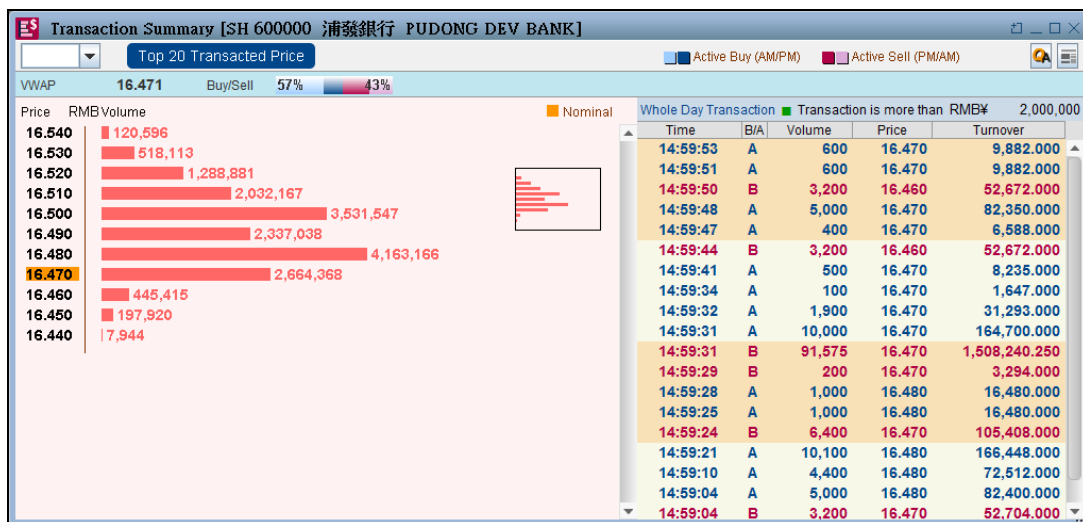 Transaction Summary [SH 600000 浦發銀行 PUDONG DEV BANK]
Top 20 Transacted Price
Active Buy (AM/PM)
Active Sell (PM/AM)
VWAP 16.471 Buy/Sell 57% 43%
Price RMB Volume
Nominal
16.540 120,596
16.530 518,113
16.520 1,288,881
16.510 2,032,167
16.500 3,531,547
16.490 2,337,038
16.480 4,163,166
16.470 2,664,368
16.460 445,415
16.450 197,920
16.440 7,944
Whole Day Transaction Transaction is more than RMB¥ 2,000,000
Time B/A Volume Price Turnover
14:59:53 A 600 16.470 9,882.000
14:59:51 A 600 16.470 9,882.000
14:59:50 B 3,200 16.460 52,672.000
14:59:48 A 5,000 16.470 82,350.000
14:59:47 A 400 16.470 6,588.000
14:59:44 B 3,200 16.460 52,672.000
14:59:41 A 500 16.470 8,235.000
14:59:34 A 100 16.470 1,647.000
14:59:32 A 1,900 16.470 31,293.000
14:59:31 A 10,000 16.470 164,700.000
14:59:31 B 91,575 16.470 1,508,240.250
14:59:29 B 200 16.470 3,294.000
14:59:28 A 1,000 16.480 16,480.000
14:59:25 A 1,000 16.480 16,480.000
14:59:24 B 6,400 16.470 105,408.000
14:59:21 A 10,100 16.480 166,448.000
14:59:10 A 4,400 16.480 72,512.000
14:59:04 A 5,000 16.480 82,400.000
14:59:04 B 3,200 16.470 52,704.000